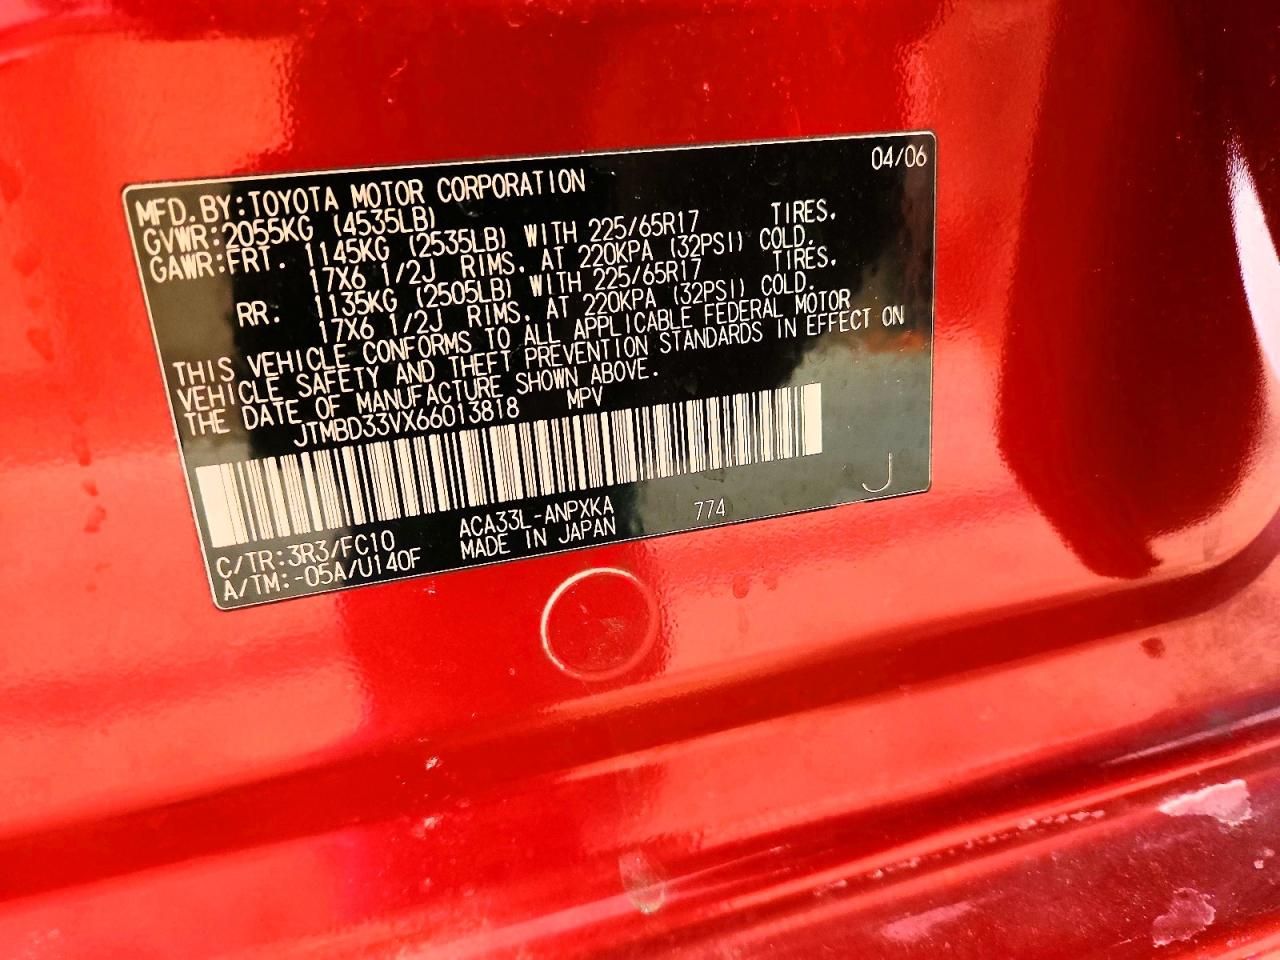 04/06
MFD. BY: TOYOTA MOTOR CORPORATION
GVWR: 2055KG (4535LB)
GAWR: FRT. 1145KG (2535LB) WITH 225/65R17 TIRES.
17X6 1/2J RIMS. AT 220KPA (32PSI) COLD.
RR. 1135KG (2505LB) WITH 225/65R17 TIRES.
17X6 1/2J RIMS. AT 220KPA (32PSI) COLD.
THIS VEHICLE CONFORMS TO ALL APPLICABLE FEDERAL MOTOR
VEHICLE SAFETY AND THEFT PREVENTION STANDARDS IN EFFECT ON
THE DATE OF MANUFACTURE SHOWN ABOVE.
JTMBD33VX66013818 MPV
C/TR: 3R3/FC10 ACA33L-ANPXKA 774 J
A/TM: -05A/U140F MADE IN JAPAN